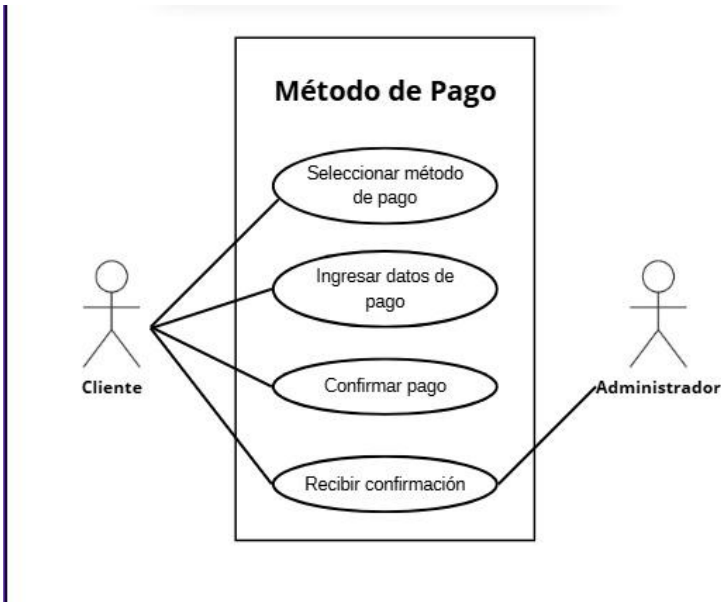 Método de Pago
Seleccionar método
de pago
Ingresar datos de
pago
Cliente
Confirmar pago
Administrador
Recibir confirmación